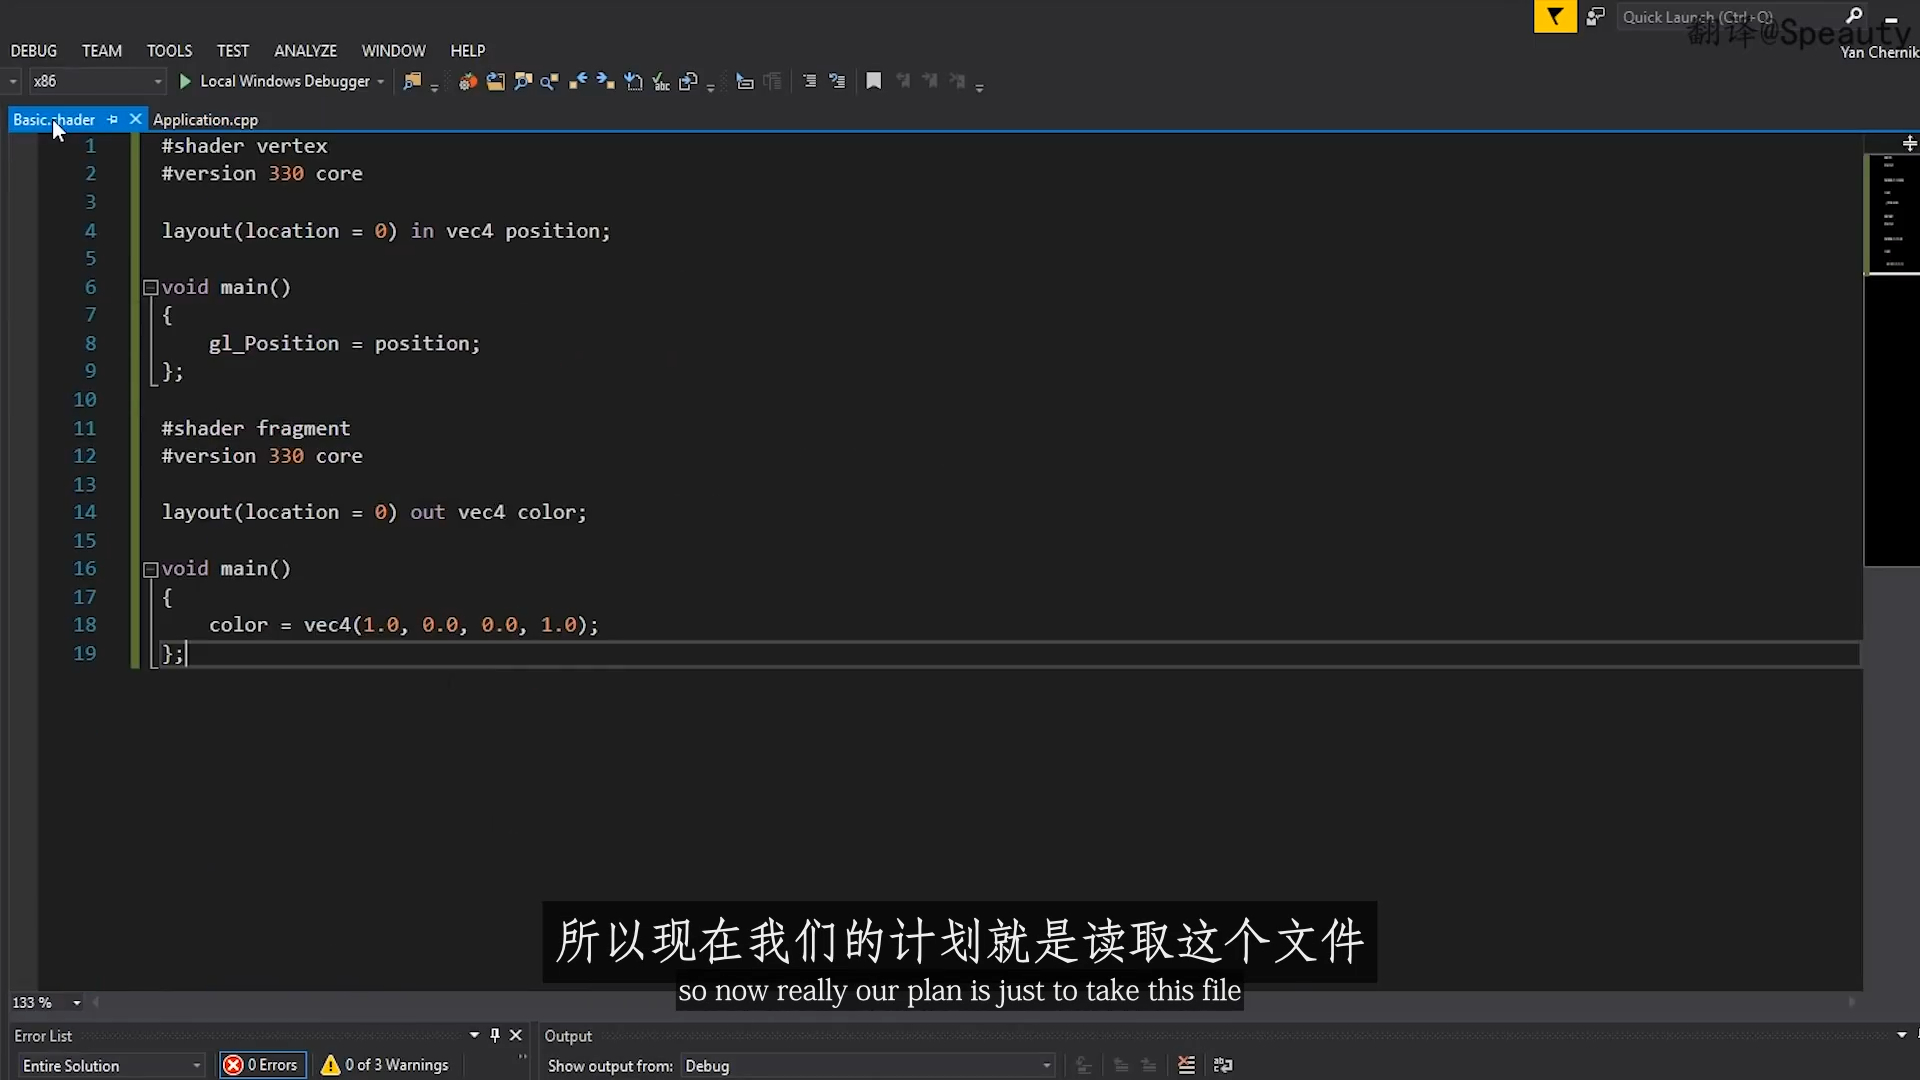 Quick Launch (Ctrl+Q)
翻译@Speauty
DEBUG TEAM TOOLS TEST ANALYZE WINDOW HELP
Yan Chernik
x86 Local Windows Debugger
Basic.shader Application.cpp
1 #shader vertex
2 #version 330 core
3
4 layout(location = 0) in vec4 position;
5
6 void main()
7 {
8 gl_Position = position;
9 };
10
11 #shader fragment
12 #version 330 core
13
14 layout(location = 0) out vec4 color;
15
16 void main()
17 {
18 color = vec4(1.0, 0.0, 0.0, 1.0);
19 };
所以现在我们的计划就是读取这个文件
so now really our plan is just to take this file
133 %
Error List Output
Entire Solution 0 Errors 0 of 3 Warnings Show output from: Debug